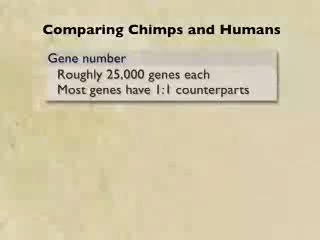 Comparing Chimps and Humans
Gene number
Roughly 25,000 genes each
Most genes have 1:1 counterparts